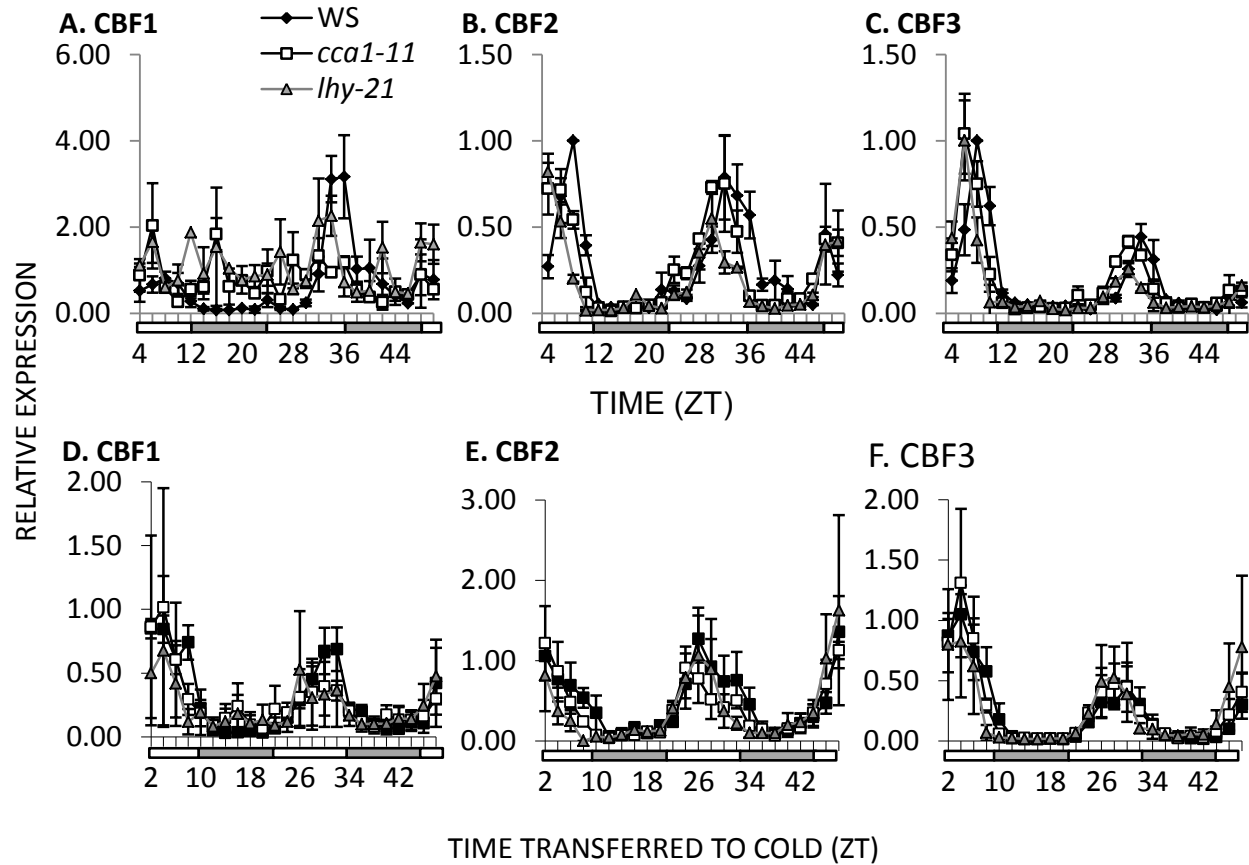 A. CBF1
WS
cca1-11
lhy-21
B. CBF2
C. CBF3
6.00
4.00
2.00
0.00
4 12 20 28 36 44
1.50
1.00
0.50
0.00
4 12 20 28 36 44
1.50
1.00
0.50
0.00
4 12 20 28 36 44
TIME (ZT)
RELATIVE EXPRESSION
D. CBF1
E. CBF2
F. CBF3
2.00
1.50
1.00
0.50
0.00
2 10 18 26 34 42
3.00
2.00
1.00
0.00
2 10 18 26 34 42
2.00
1.50
1.00
0.50
0.00
2 10 18 26 34 42
TIME TRANSFERRED TO COLD (ZT)